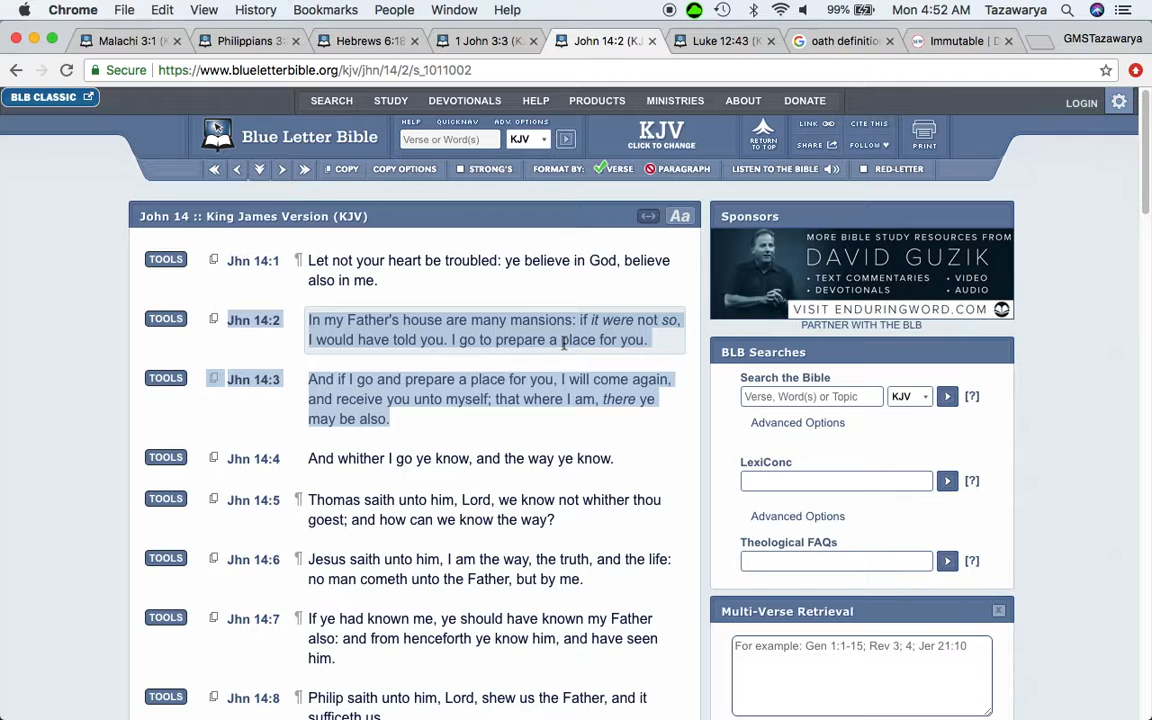 Chrome File Edit View History Bookmarks People Window Help 99% Mon 4:52 AM Tazawarya
Malachi 3:1 Philippians 3: Hebrews 6:18 1 John 3:3 (K John 14:2 (KJ Luke 12:43 (K oath definitio Immutable | D GMSTazawarya
Secure https://www.blueletterbible.org/kjv/jhn/14/2/s_1011002
BLB CLASSIC
SEARCH STUDY DEVOTIONALS HELP PRODUCTS MINISTRIES ABOUT DONATE LOGIN
Blue Letter Bible
HELP QUICKNAV ADV. OPTIONS
Verse or Word(s) KJV
KJV
CLICK TO CHANGE
RETURN
TO TOP
LINK CITE THIS
SHARE FOLLOW
PRINT
COPY COPY OPTIONS STRONG'S FORMAT BY: VERSE PARAGRAPH LISTEN TO THE BIBLE RED-LETTER
John 14 :: King James Version (KJV) Aa
TOOLS Jhn 14:1 ¶ Let not your heart be troubled: ye believe in God, believe
also in me.
TOOLS Jhn 14:2 In my Father's house are many mansions: if it were not so,
I would have told you. I go to prepare a place for you.
TOOLS Jhn 14:3 And if I go and prepare a place for you, I will come again,
and receive you unto myself; that where I am, there ye
may be also.
TOOLS Jhn 14:4 And whither I go ye know, and the way ye know.
TOOLS Jhn 14:5 ¶ Thomas saith unto him, Lord, we know not whither thou
goest; and how can we know the way?
TOOLS Jhn 14:6 ¶ Jesus saith unto him, I am the way, the truth, and the life:
no man cometh unto the Father, but by me.
TOOLS Jhn 14:7 ¶ If ye had known me, ye should have known my Father
also: and from henceforth ye know him, and have seen
him.
TOOLS Jhn 14:8 ¶ Philip saith unto him, Lord, shew us the Father, and it
sufficeth us.
Sponsors
MORE BIBLE STUDY RESOURCES FROM
DAVID GUZIK
• TEXT COMMENTARIES • VIDEO
• DEVOTIONALS • AUDIO
VISIT ENDURINGWORD.COM
PARTNER WITH THE BLB
BLB Searches
Search the Bible
Verse, Word(s) or Topic KJV [?]
Advanced Options
LexiConc
[?]
Advanced Options
Theological FAQs
[?]
Multi-Verse Retrieval x
For example: Gen 1:1-15; Rev 3; 4; Jer 21:10